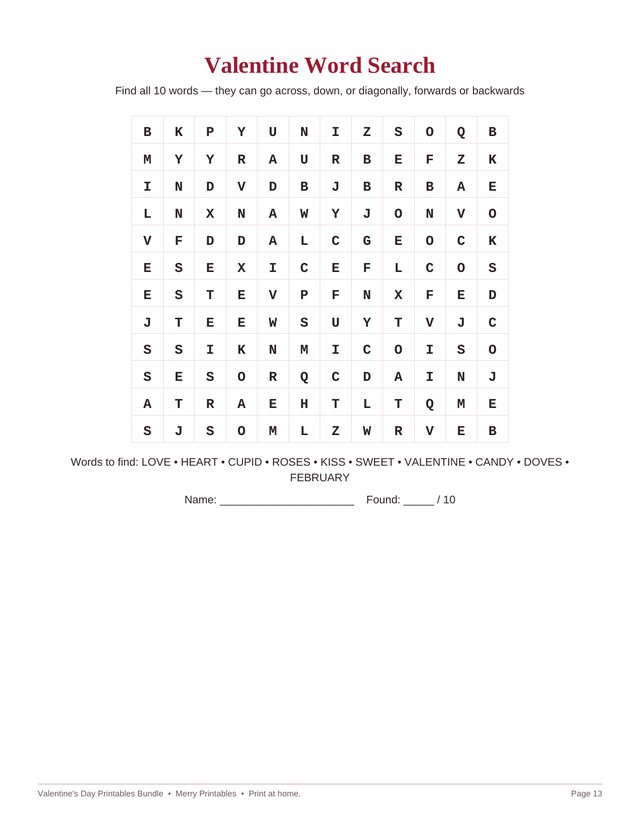 Valentine Word Search
Find all 10 words — they can go across, down, or diagonally, forwards or backwards
B K P Y U N I Z S O Q B
M Y Y R A U R B E F Z K
I N D V D B J B R B A E
L N X N A W Y J O N V O
V F D D A L C G E O C K
E S E X I C E F L C O S
E S T E V P F N X F E D
J T E E W S U Y T V J C
S S I K N M I C O I S O
S E S O R Q C D A I N J
A T R A E H T L T Q M E
S J S O M L Z W R V E B
Words to find: LOVE • HEART • CUPID • ROSES • KISS • SWEET • VALENTINE • CANDY • DOVES •
FEBRUARY
Name: ______________________ Found: _____ / 10
Valentine's Day Printables Bundle • Merry Printables • Print at home. Page 13